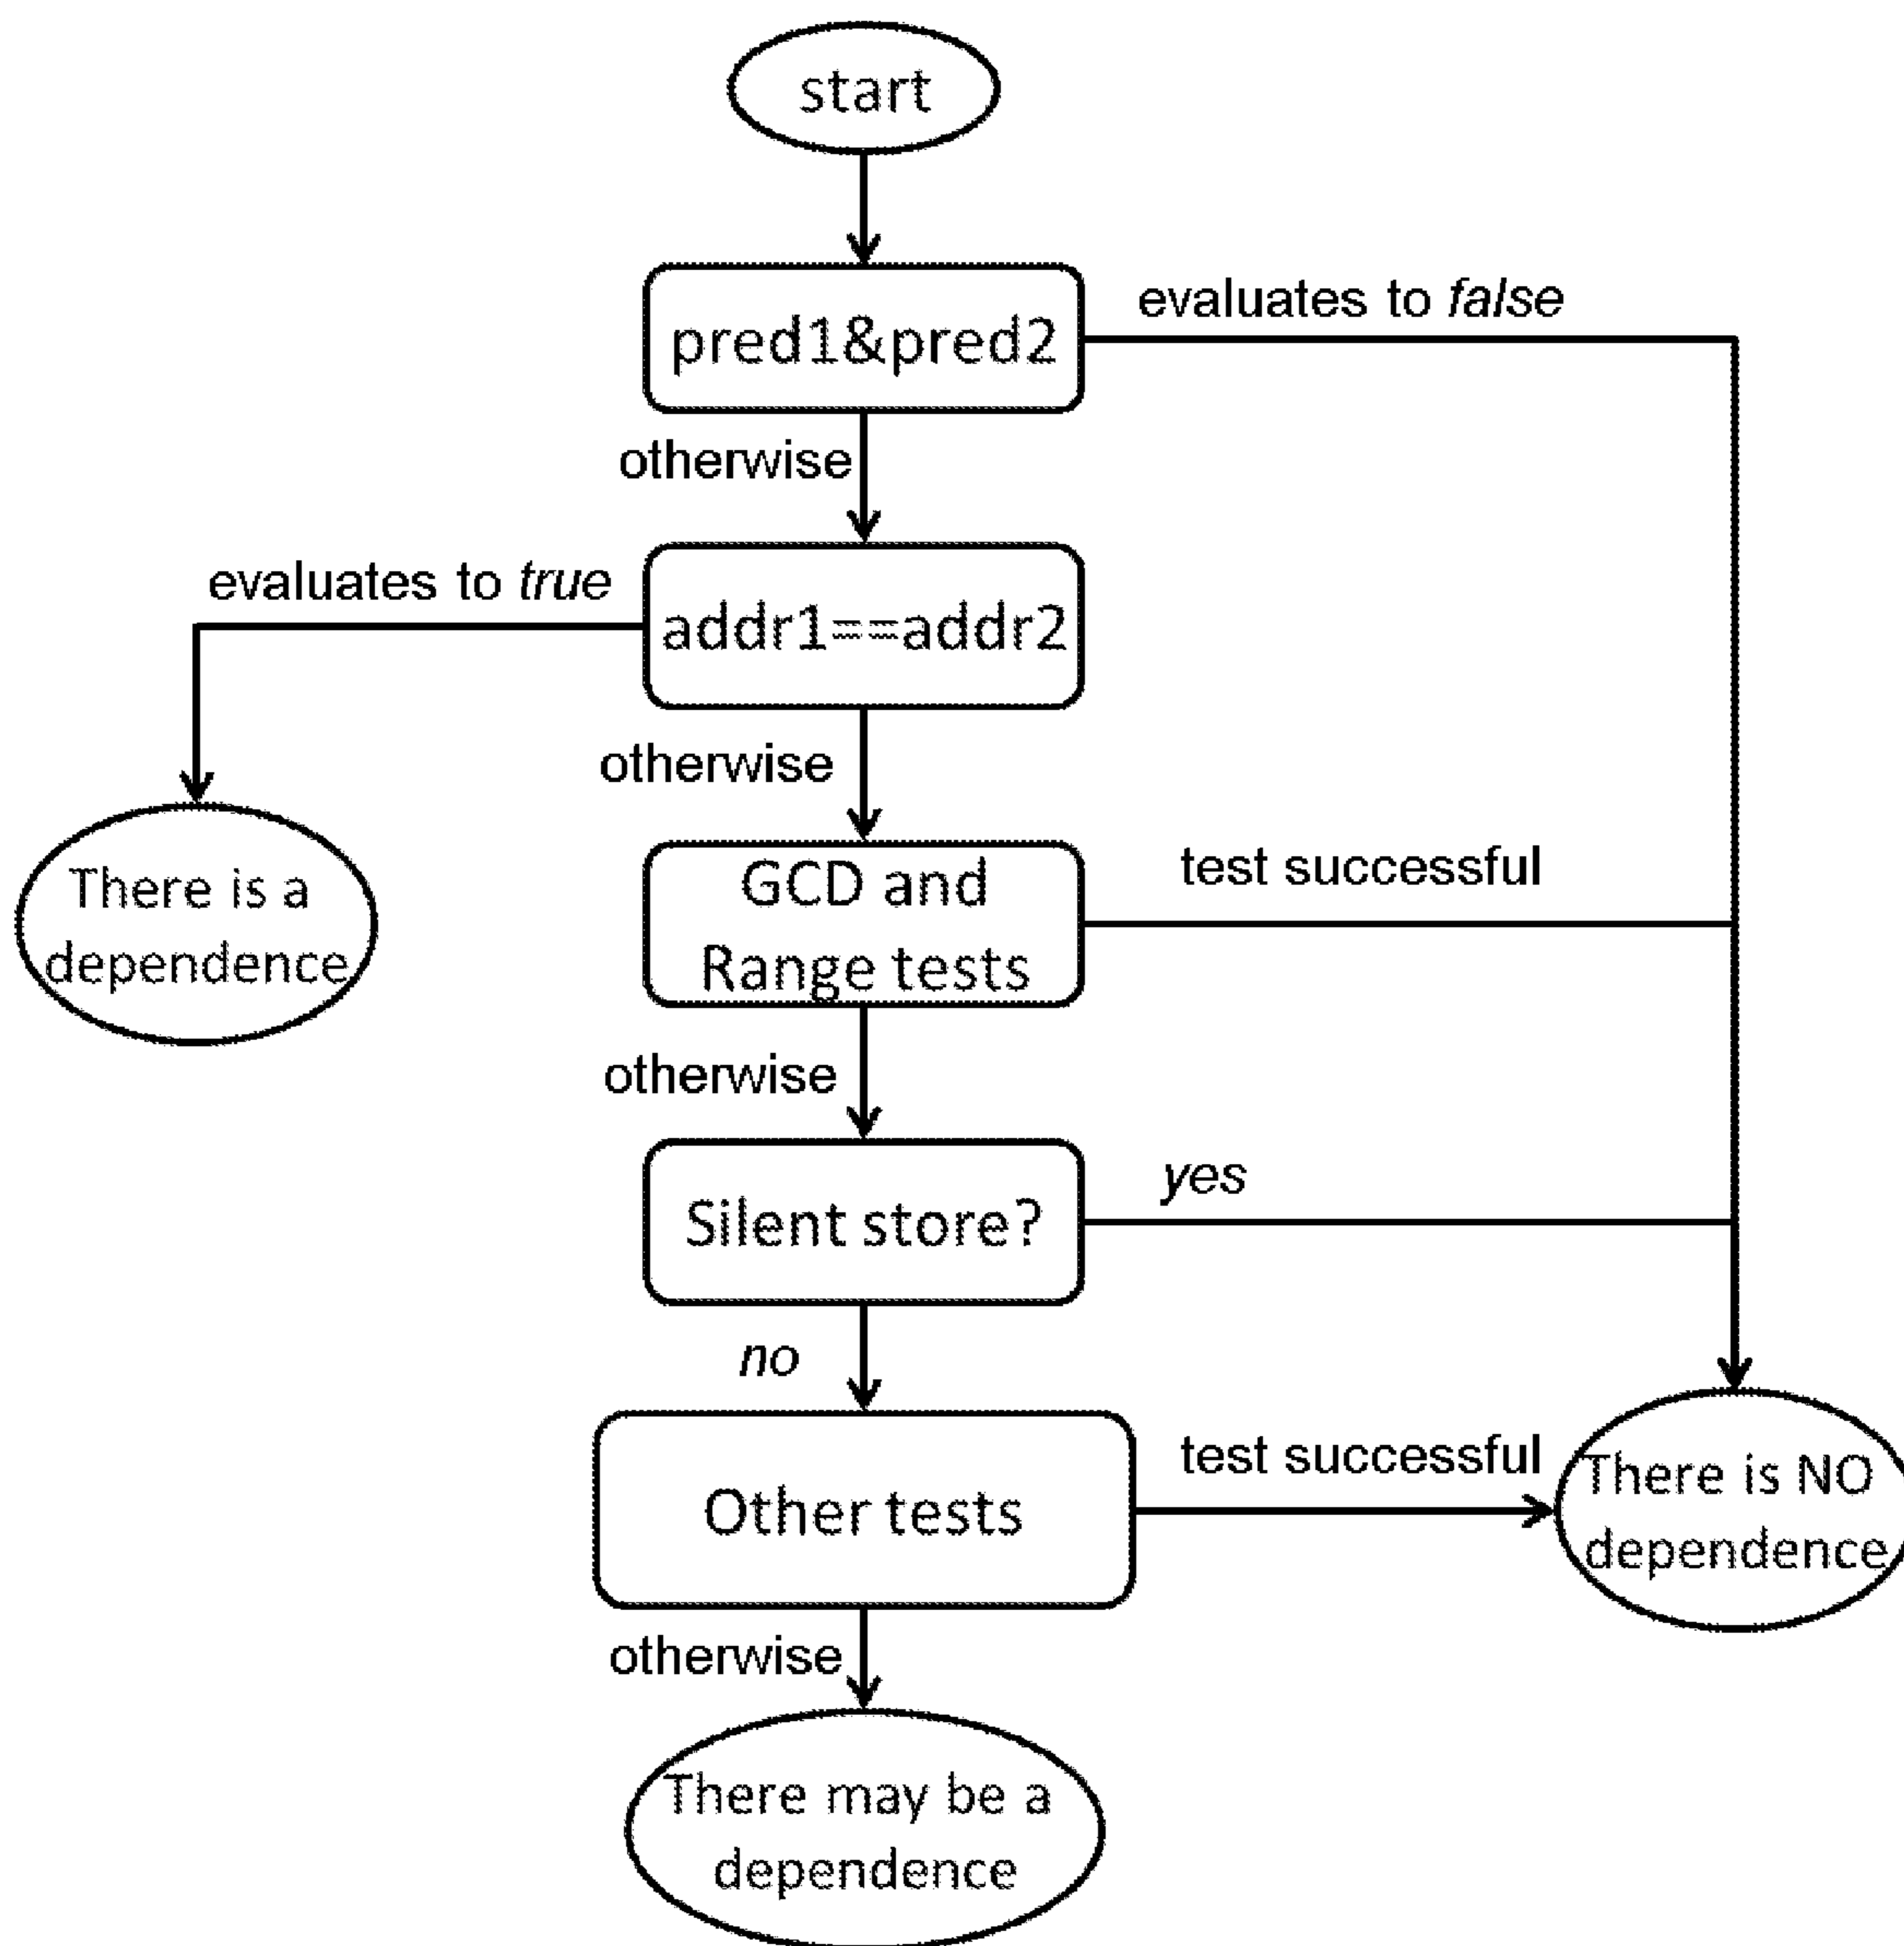 start
pred1&pred2
evaluates to false
otherwise
evaluates to true
addr1==addr2
otherwise
There is a
dependence
GCD and
Range tests
test successful
otherwise
Silent store?
yes
no
Other tests
test successful
There is NO
dependence
otherwise
There may be a
dependence